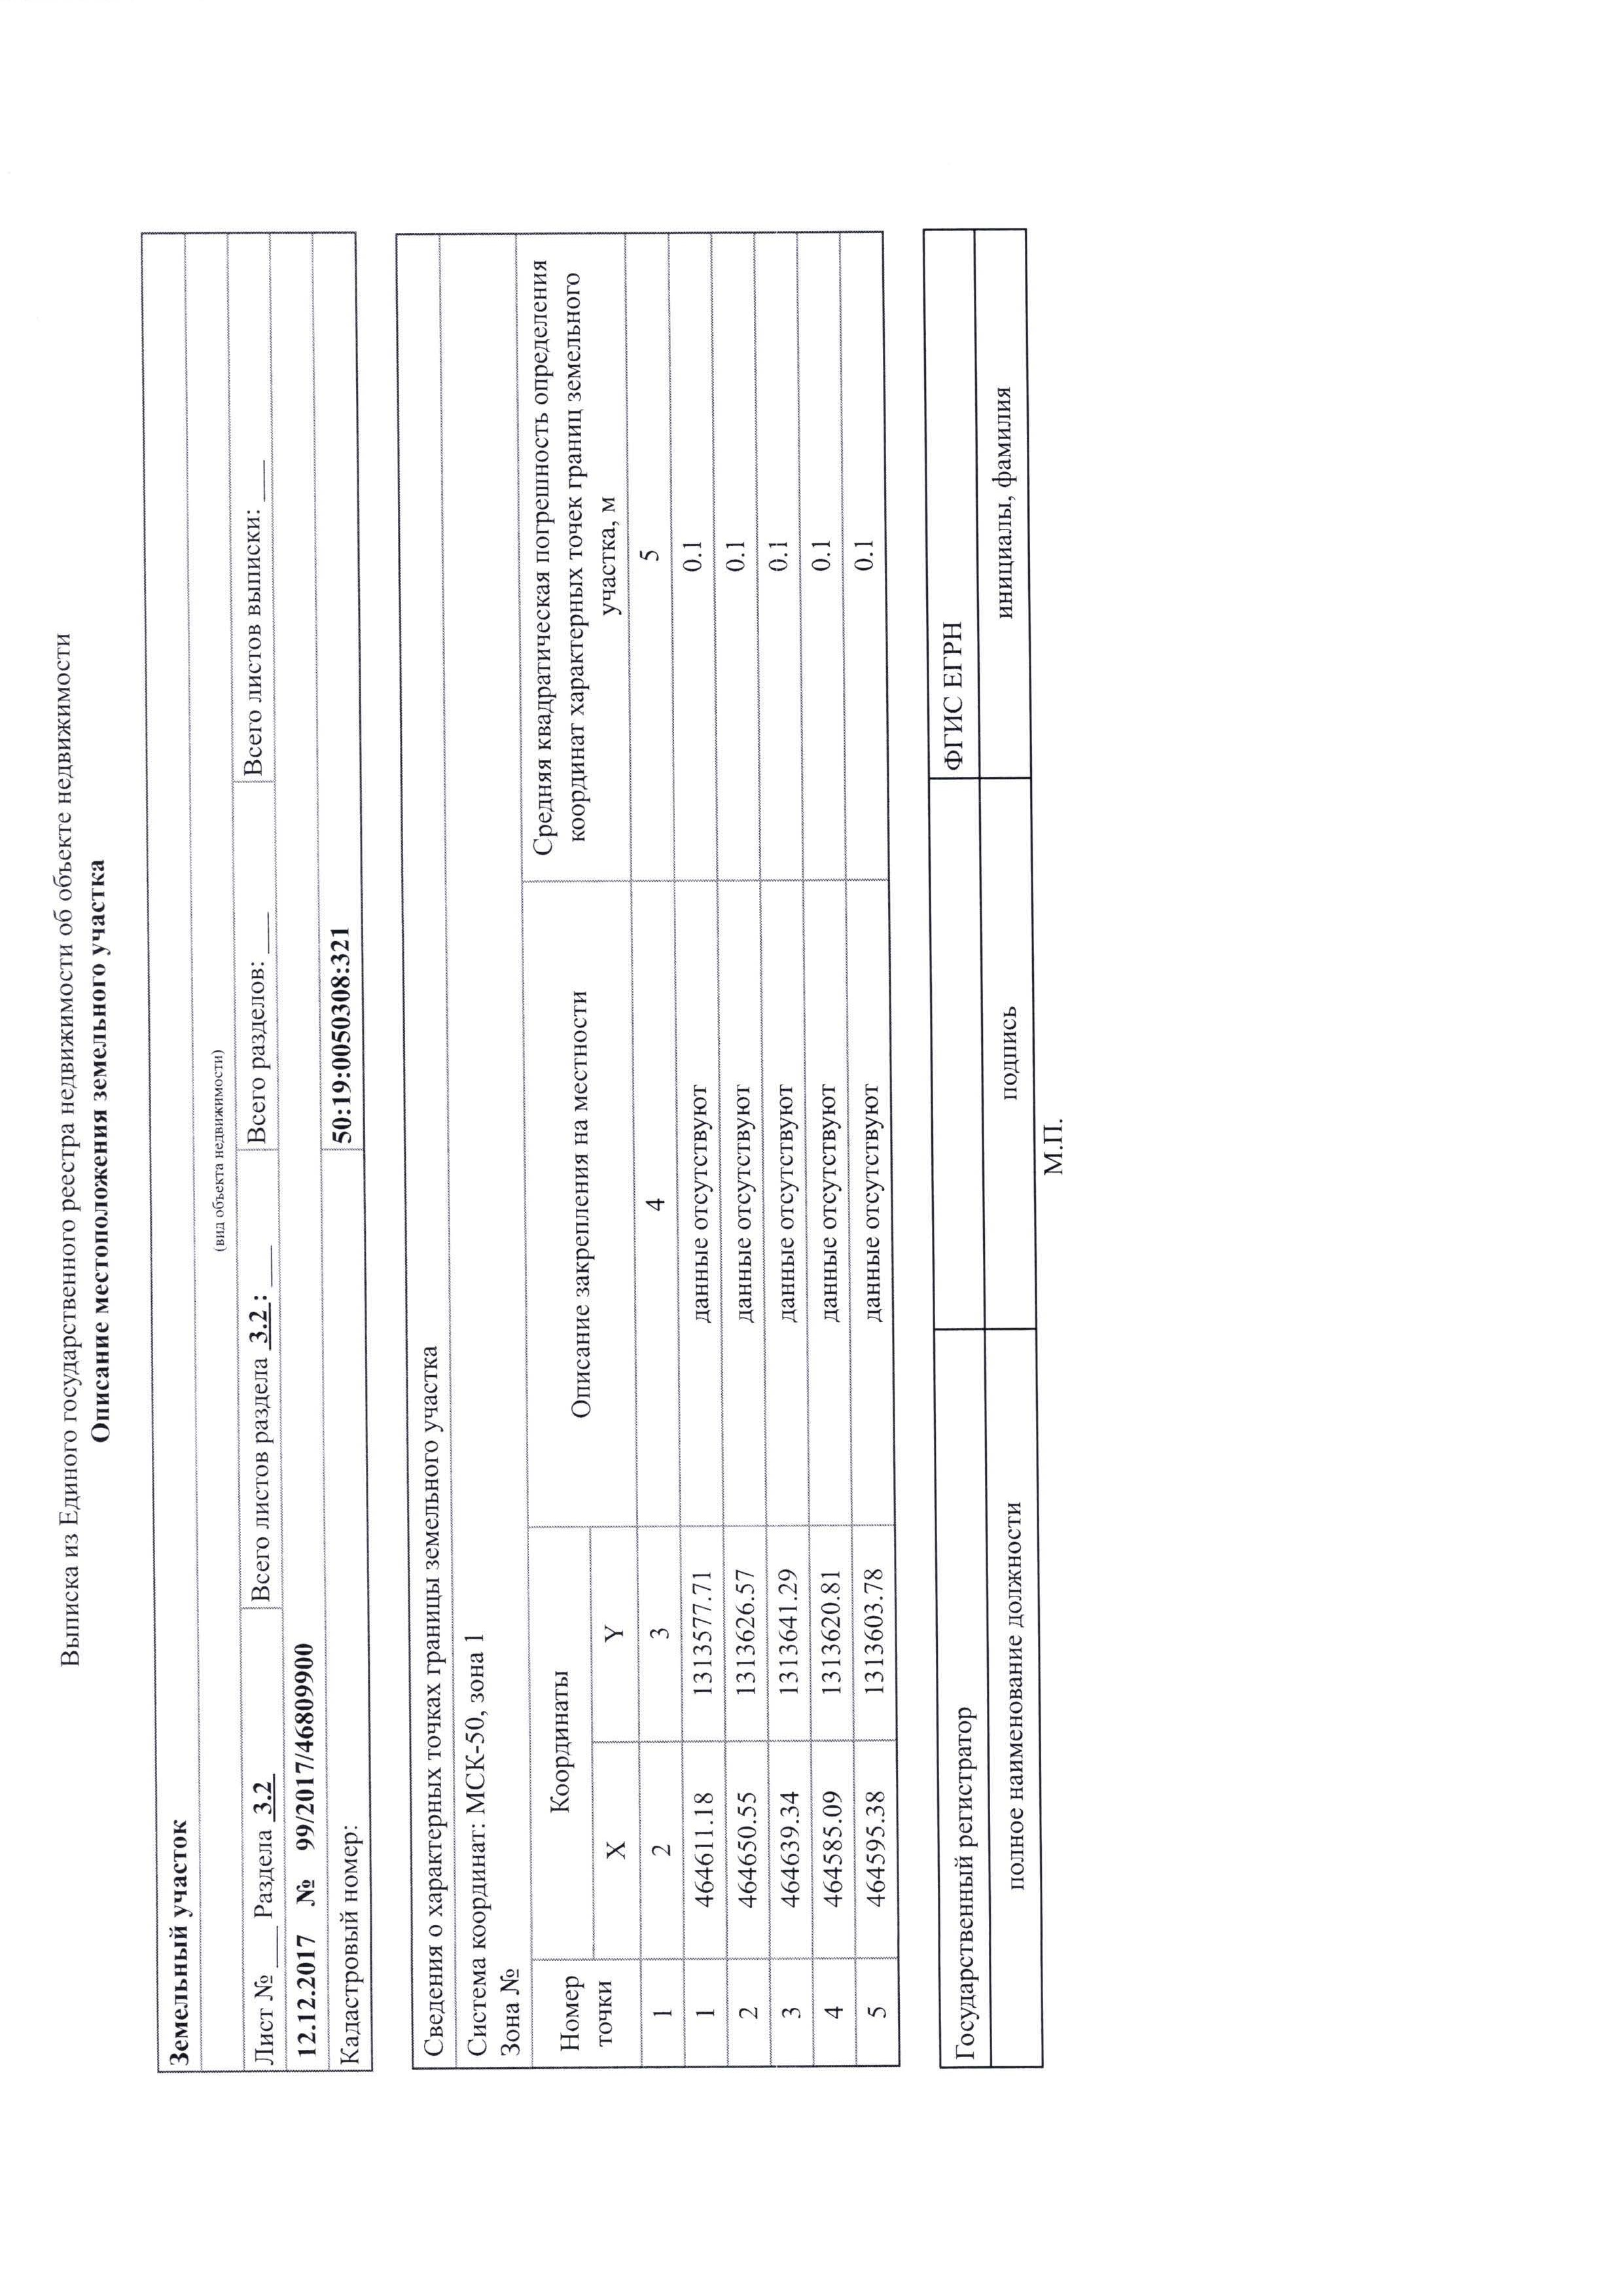 Выписка из Единого государственного реестра недвижимости об объекте недвижимости
Описание местоположения земельного участка
Земельный участок
(вид объекта недвижимости)
Лист № ___ Раздела 3.2 Всего листов раздела 3.2 : ___ Всего разделов: ___ Всего листов выписки: ___
12.12.2017 № 99/2017/46809900
Кадастровый номер: 50:19:0050308:321
Сведения о характерных точках границы земельного участка
Система координат: МСК-50, зона 1
Зона №
Номер точки
Координаты
X Y
Описание закрепления на местности
Средняя квадратическая погрешность определения
координат характерных точек границ земельного
участка, м
1 2 3 4 5
1 464611.18 1313577.71 данные отсутствуют 0.1
2 464650.55 1313626.57 данные отсутствуют 0.1
3 464639.34 1313641.29 данные отсутствуют 0.1
4 464585.09 1313620.81 данные отсутствуют 0.1
5 464595.38 1313603.78 данные отсутствуют 0.1
Государственный регистратор ФГИС ЕГРН
полное наименование должности подпись инициалы, фамилия
М.П.